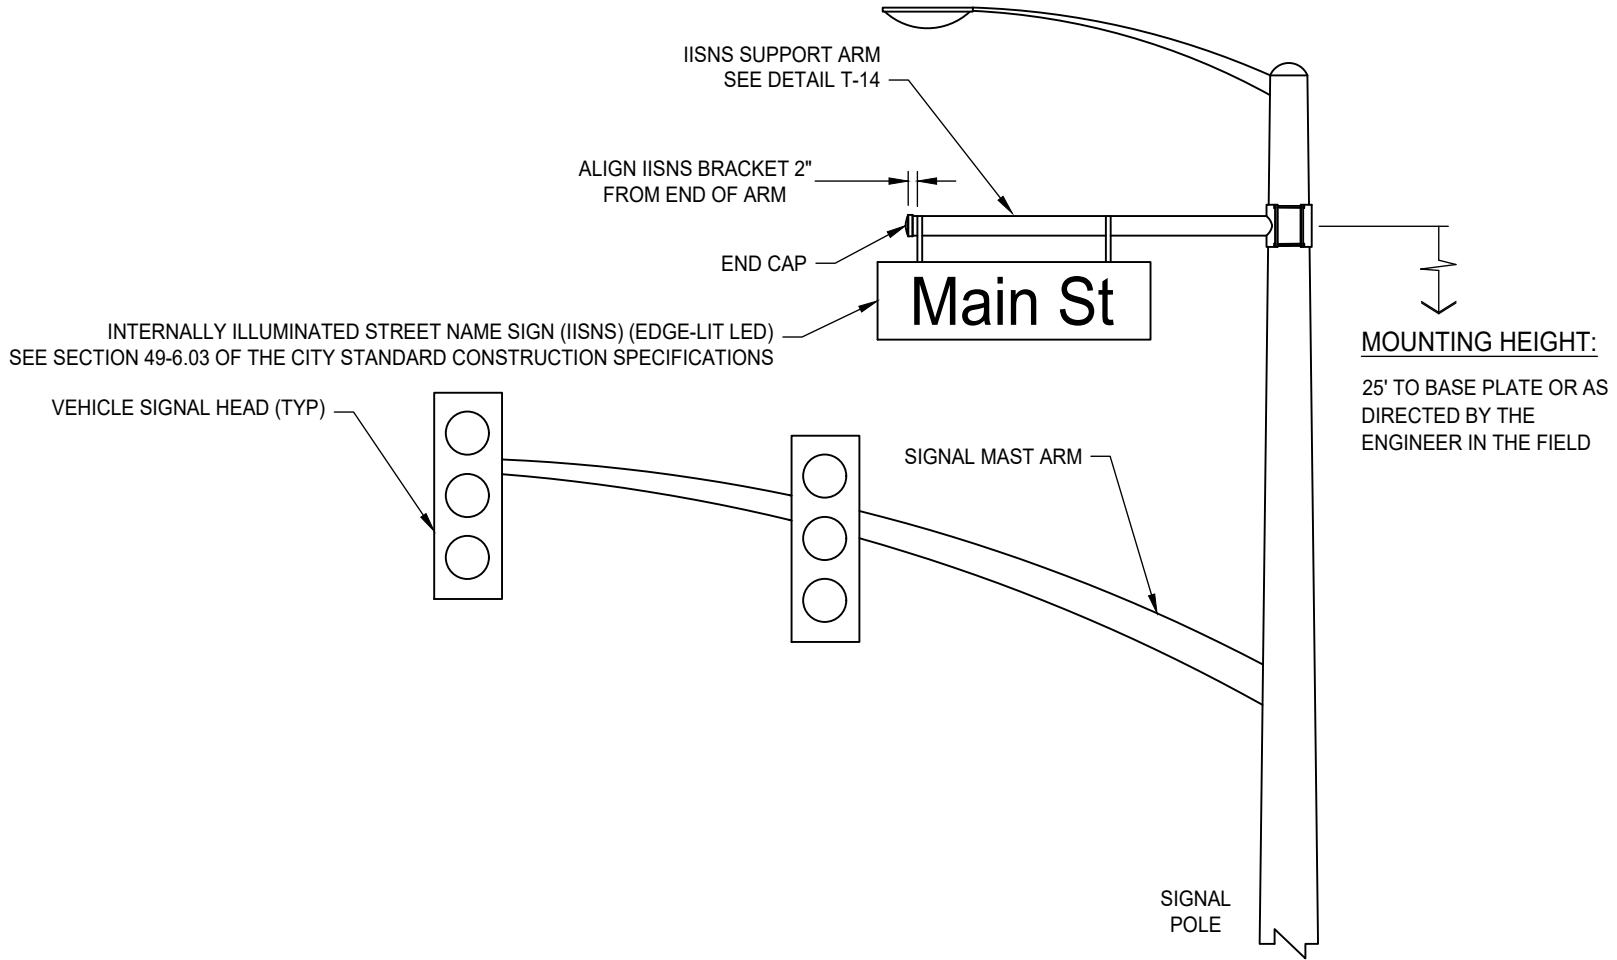 IISNS SUPPORT ARM
SEE DETAIL T-14
ALIGN IISNS BRACKET 2"
FROM END OF ARM
END CAP
Main St
INTERNALLY ILLUMINATED STREET NAME SIGN (IISNS) (EDGE-LIT LED)
SEE SECTION 49-6.03 OF THE CITY STANDARD CONSTRUCTION SPECIFICATIONS
MOUNTING HEIGHT:
25' TO BASE PLATE OR AS
DIRECTED BY THE
ENGINEER IN THE FIELD
VEHICLE SIGNAL HEAD (TYP)
SIGNAL MAST ARM
SIGNAL
POLE